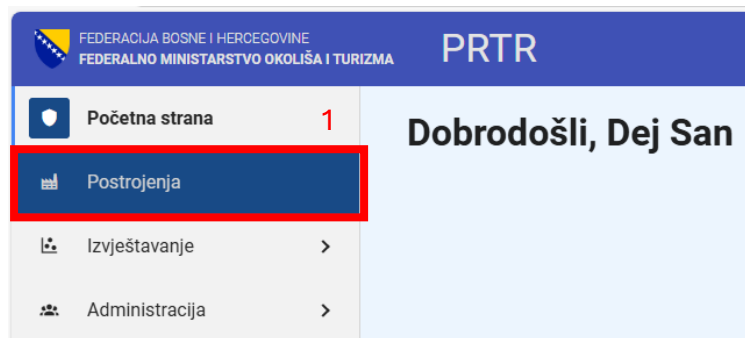 FEDERACIJA BOSNE I HERCEGOVINE
FEDERALNO MINISTARSTVO OKOLIŠA I TURIZMA
PRTR
Početna strana
1
Dobrodošli, Dej San
Postrojenja
Izvještavanje
Administracija